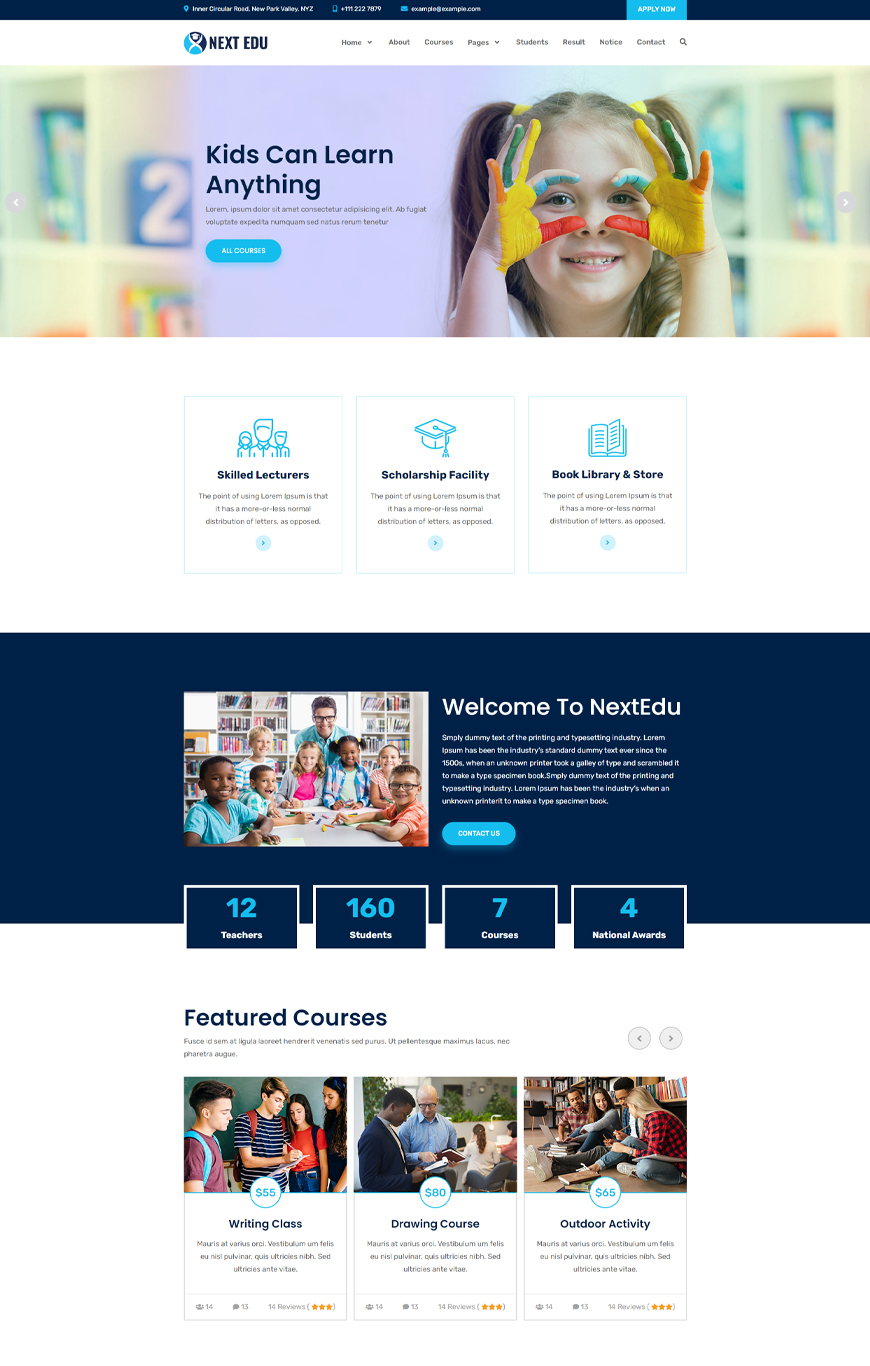 Inner Circular Road, New Park Valley, NYZ +111 222 7879 example@example.com APPLY NOW
NEXT EDU Home About Courses Pages Students Result Notice Contact
2
Kids Can Learn
Anything
Lorem, ipsum dolor sit amet consectetur adipisicing elit. Ab fugiat
voluptate expedita numquam sed natus rerum tenetur
ALL COURSES
Skilled Lecturers
The point of using Lorem Ipsum is that
it has a more-or-less normal
distribution of letters, as opposed.
Scholarship Facility
The point of using Lorem Ipsum is that
it has a more-or-less normal
distribution of letters, as opposed.
Book Library & Store
The point of using Lorem Ipsum is that
it has a more-or-less normal
distribution of letters, as opposed.
Welcome To NextEdu
Smply dummy text of the printing and typesetting industry. Lorem
Ipsum has been the industry's standard dummy text ever since the
1500s, when an unknown printer took a galley of type and scrambled it
to make a type specimen book.Smply dummy text of the printing and
typesetting industry. Lorem Ipsum has been the industry's when an
unknown printerit to make a type specimen book.
CONTACT US
12
Teachers
160
Students
7
Courses
4
National Awards
Featured Courses
Fusce id sem at ligula laoreet hendrerit venenatis sed purus. Ut pellentesque maximus lacus, nec
pharetra augue.
$55
Writing Class
Mauris at varius orci. Vestibulum um felis
eu nisl pulvinar, quis ultricies nibh. Sed
ultricies ante vitae.
14 13 14 Reviews ( )
$80
Drawing Course
Mauris at varius orci. Vestibulum um felis
eu nisl pulvinar, quis ultricies nibh. Sed
ultricies ante vitae.
14 13 14 Reviews ( )
$65
Outdoor Activity
Mauris at varius orci. Vestibulum um felis
eu nisl pulvinar, quis ultricies nibh. Sed
ultricies ante vitae.
14 13 14 Reviews ( )